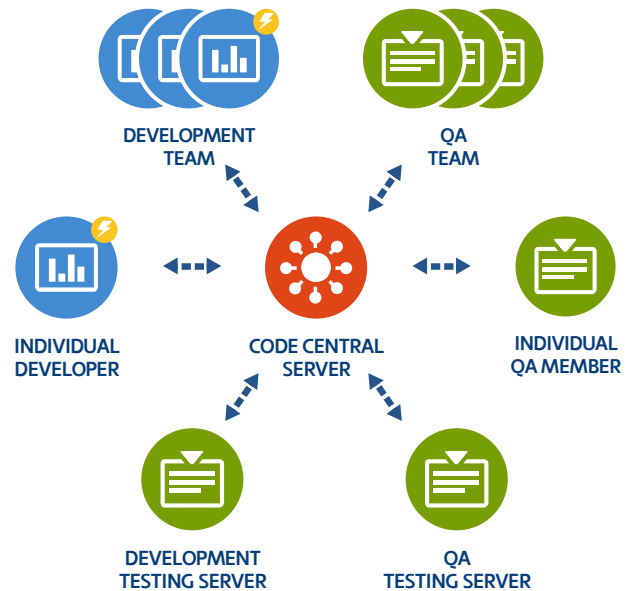 DEVELOPMENT
TEAM
QA
TEAM
INDIVIDUAL
DEVELOPER
CODE CENTRAL
SERVER
INDIVIDUAL
QA MEMBER
DEVELOPMENT
TESTING SERVER
QA
TESTING SERVER